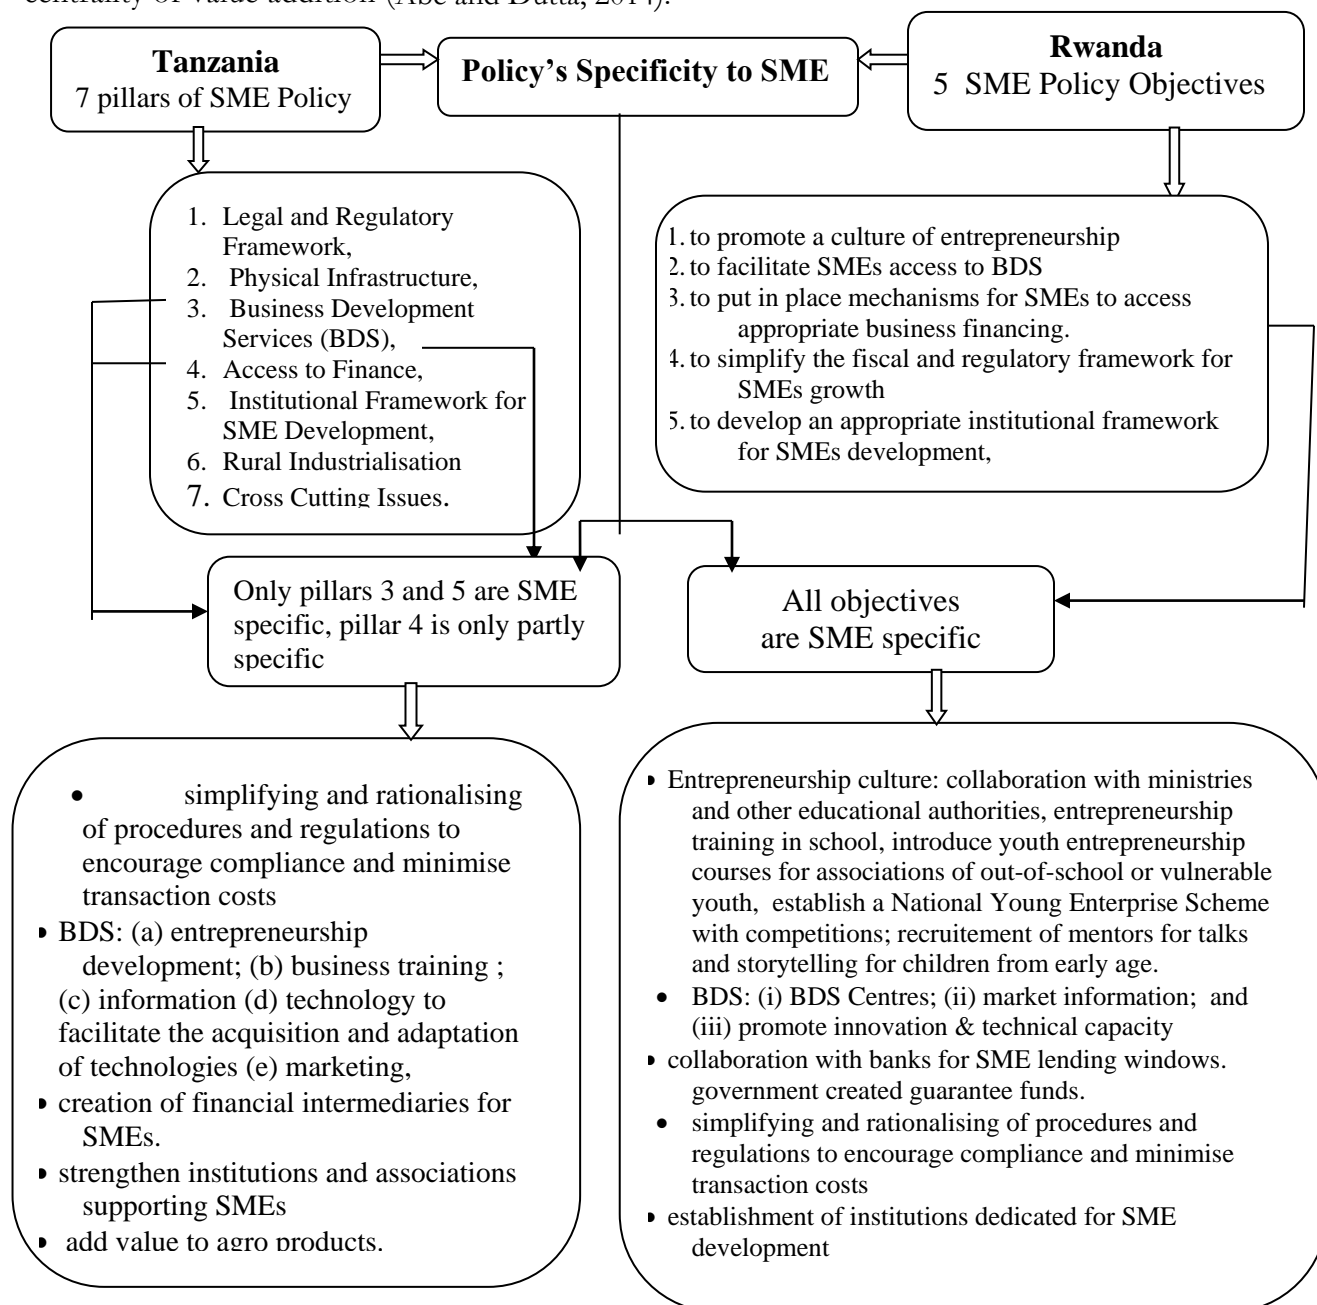 centrality of value addition (Abe and Dutta, 2014).
Tanzania
7 pillars of SME Policy
Policy's Specificity to SME
Rwanda
5 SME Policy Objectives
1. Legal and Regulatory
Framework,
2. Physical Infrastructure,
3. Business Development
Services (BDS),
4. Access to Finance,
5. Institutional Framework for
SME Development,
6. Rural Industrialisation
7. Cross Cutting Issues.
1. to promote a culture of entrepreneurship
2. to facilitate SMEs access to BDS
3. to put in place mechanisms for SMEs to access
appropriate business financing.
4. to simplify the fiscal and regulatory framework for
SMEs growth
5. to develop an appropriate institutional framework
for SMEs development,
Only pillars 3 and 5 are SME
specific, pillar 4 is only partly
specific
All objectives
are SME specific
• simplifying and rationalising
of procedures and regulations to
encourage compliance and minimise
transaction costs
• BDS: (a) entrepreneurship
development; (b) business training ;
(c) information (d) technology to
facilitate the acquisition and adaptation
of technologies (e) marketing,
• creation of financial intermediaries for
SMEs.
• strengthen institutions and associations
supporting SMEs
• add value to agro products.
• Entrepreneurship culture: collaboration with ministries
and other educational authorities, entrepreneurship
training in school, introduce youth entrepreneurship
courses for associations of out-of-school or vulnerable
youth, establish a National Young Enterprise Scheme
with competitions; recruitement of mentors for talks
and storytelling for children from early age.
• BDS: (i) BDS Centres; (ii) market information; and
(iii) promote innovation & technical capacity
• collaboration with banks for SME lending windows.
government created guarantee funds.
• simplifying and rationalising of procedures and
regulations to encourage compliance and minimise
transaction costs
• establishment of institutions dedicated for SME
development